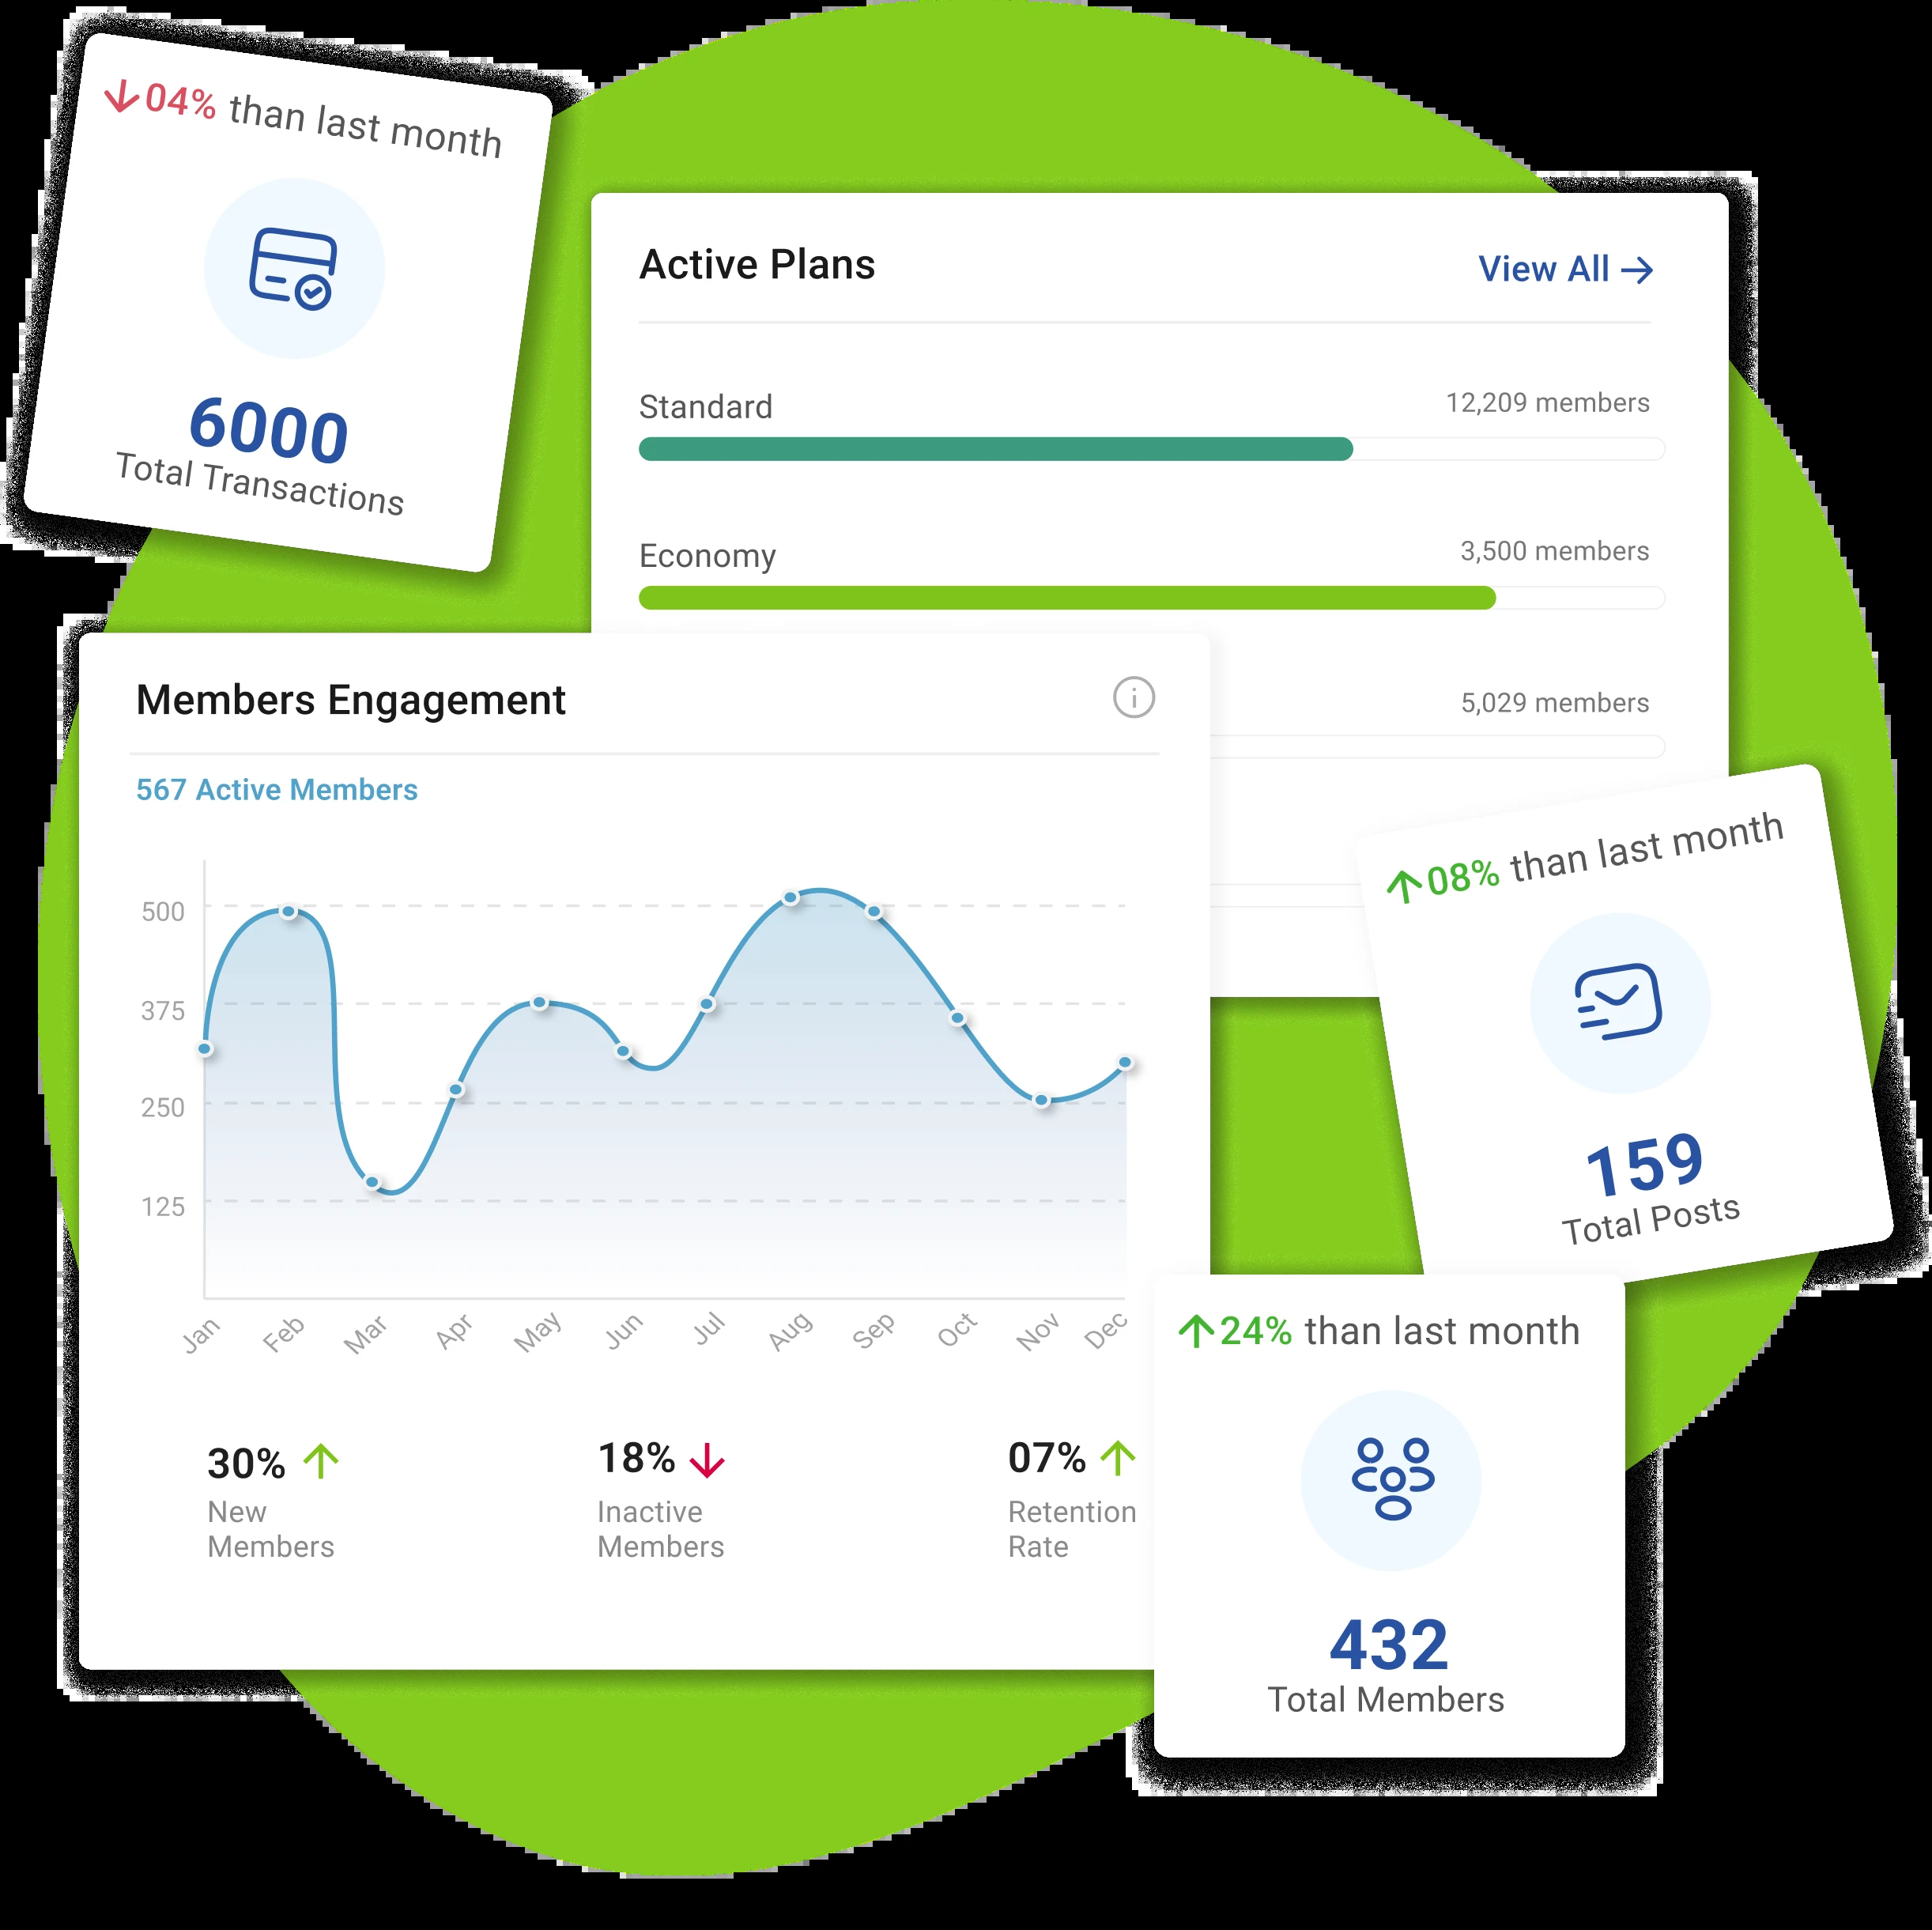 04% than last month
6000
Total Transactions
Active Plans
View All
Standard
12,209 members
Economy
3,500 members
5,029 members
Members Engagement
567 Active Members
500
375
250
125
Jan
Feb
Mar
Apr
May
Jun
Jul
Aug
Sep
Oct
Nov
Dec
30%
New
Members
18%
Inactive
Members
07%
Retention
Rate
08% than last month
159
Total Posts
24% than last month
432
Total Members